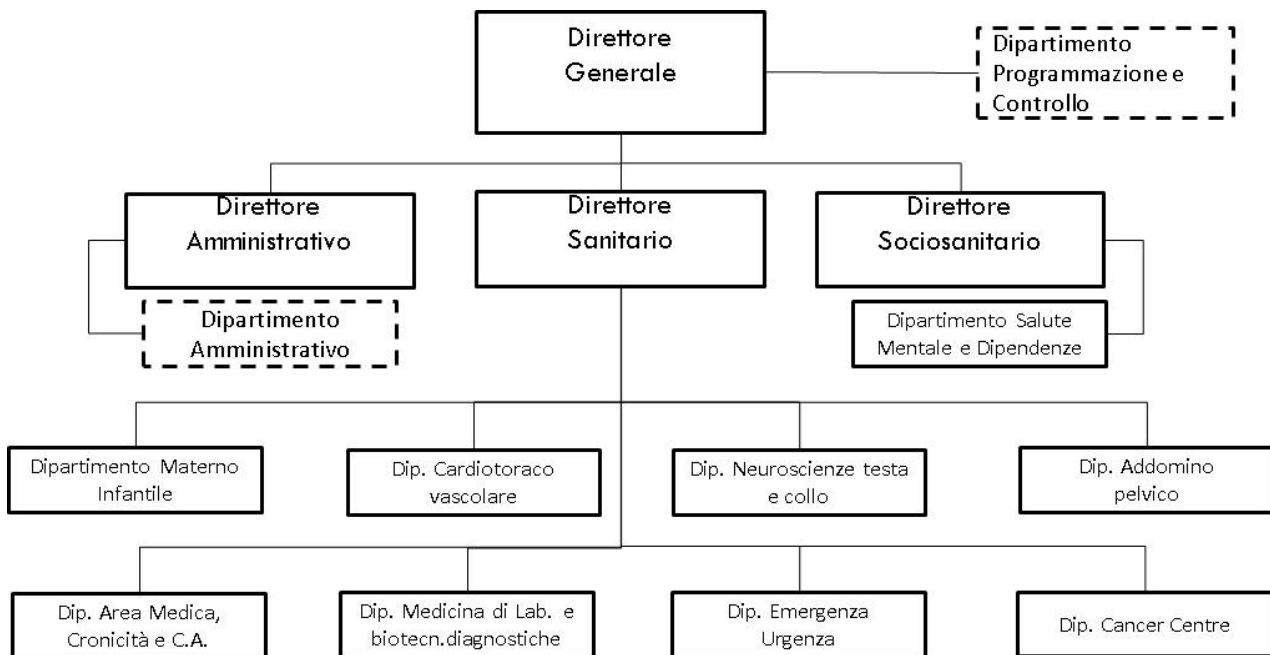 Direttore
Generale
Dipartimento
Programmazione e
Controllo
Direttore
Amministrativo
Direttore
Sanitario
Direttore
Sociosanitario
Dipartimento
Amministrativo
Dipartimento Salute
Mentale e Dipendenze
Dipartimento Materno
Infantile
Dip. Cardiotoraco
vascolare
Dip. Neuroscienze testa
e collo
Dip. Addomino
pelvico
Dip. Area Medica,
Cronicità e C.A.
Dip. Medicina di Lab. e
biotecn.diagnostiche
Dip. Emergenza
Urgenza
Dip. Cancer Centre